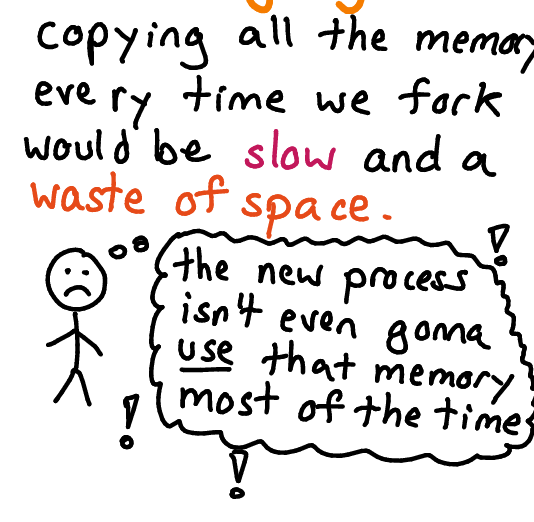 copying all the memory
every time we fork
would be slow and a
waste of space.
the new process
isn't even gonna
use that memory
most of the time